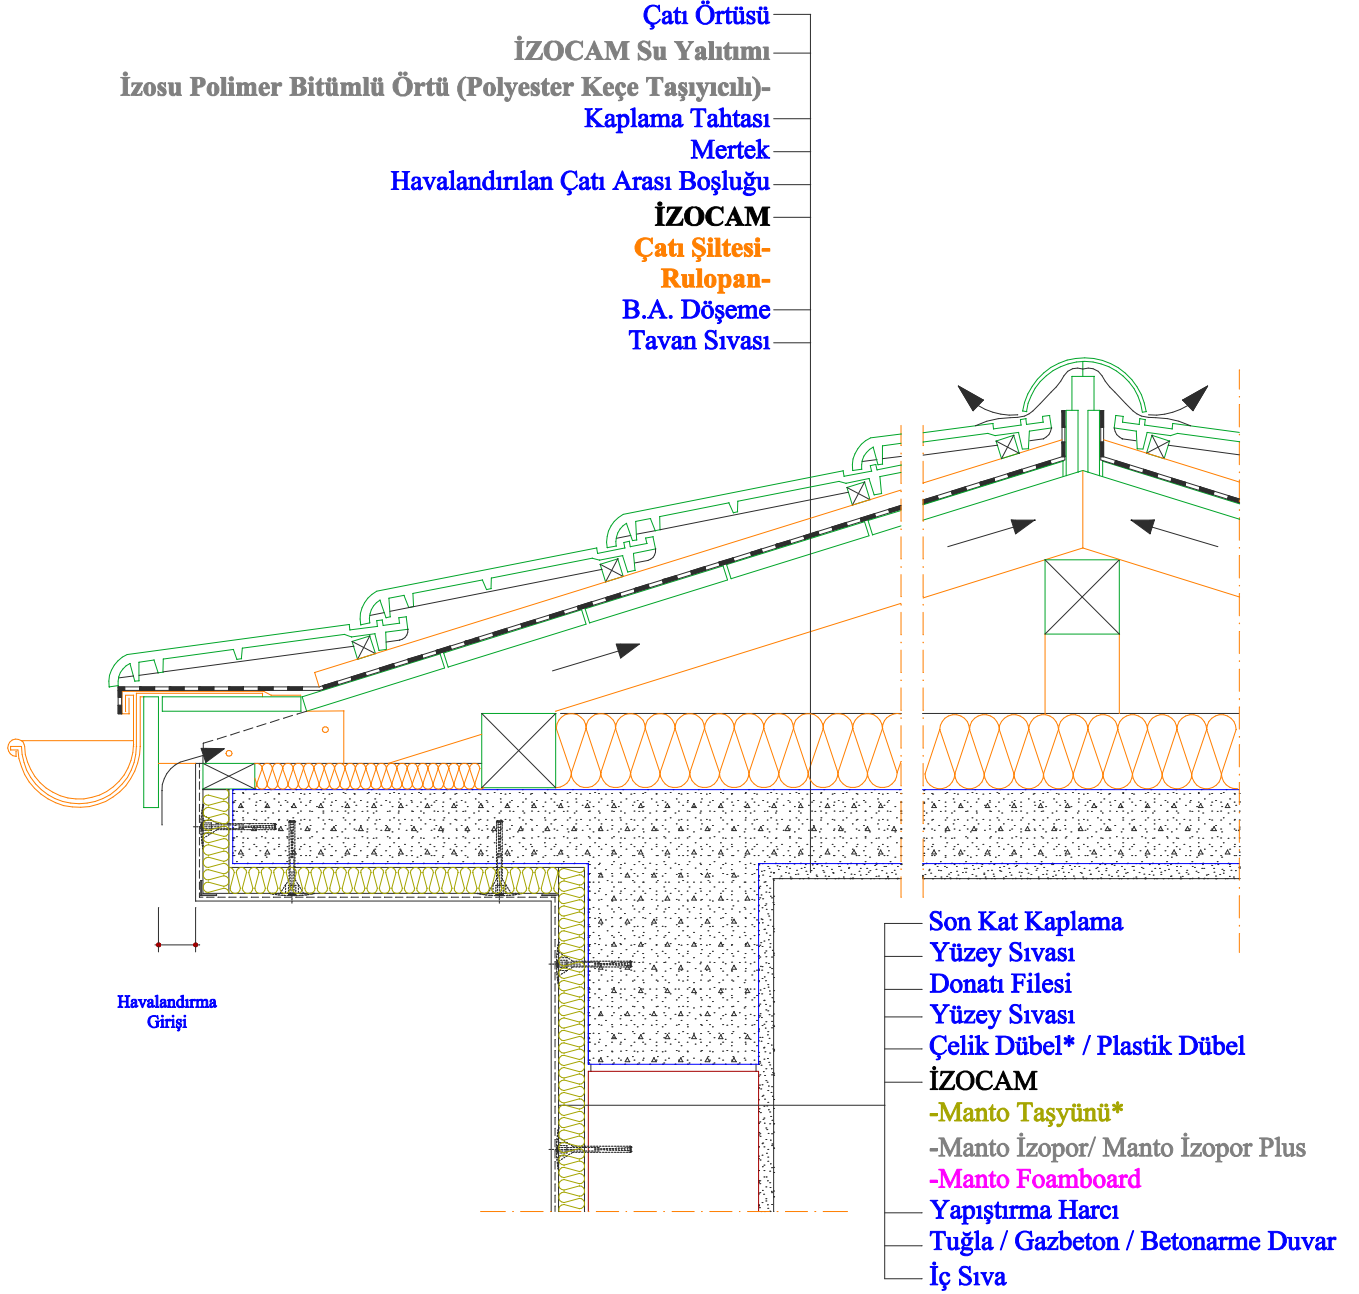 Çatı Örtüsü
İZOCAM Su Yalıtımı
İzosu Polimer Bitümlü Örtü (Polyester Keçe Taşıyıcılı)-
Kaplama Tahtası
Mertek
Havalandırılan Çatı Arası Boşluğu
İZOCAM
Çatı Şiltesi-
Rulopan-
B.A. Döşeme
Tavan Sıvası
Havalandırma
Girişi
Son Kat Kaplama
Yüzey Sıvası
Donatı Filesi
Yüzey Sıvası
Çelik Dübel* / Plastik Dübel
İZOCAM
-Manto Taşyünü*
-Manto İzopor/ Manto İzopor Plus
-Manto Foamboard
Yapıştırma Harcı
Tuğla / Gazbeton / Betonarme Duvar
İç Sıva